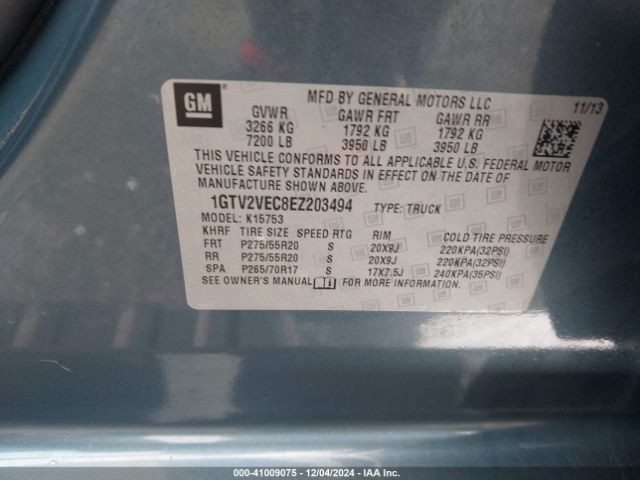 GM
MFD BY GENERAL MOTORS LLC
11/13
GVWR GAWR FRT GAWR RR
3266 KG 1792 KG 1792 KG
7200 LB 3950 LB 3950 LB
THIS VEHICLE CONFORMS TO ALL APPLICABLE U.S. FEDERAL MOTOR
VEHICLE SAFETY STANDARDS IN EFFECT ON THE DATE OF
MANUFACTURE SHOWN ABOVE.
1GTV2VEC8EZ203494 TYPE: TRUCK
MODEL: K15753
KHRF TIRE SIZE SPEED RTG RIM COLD TIRE PRESSURE
FRT P275/55R20 S 20X9J 220KPA(32PSI)
RR P275/55R20 S 20X9J 220KPA(32PSI)
SPA P265/70R17 S 17X7.5J 240KPA(35PSI)
SEE OWNER'S MANUAL FOR MORE INFORMATION.
000-41009075 - 12/04/2024 - IAA Inc.